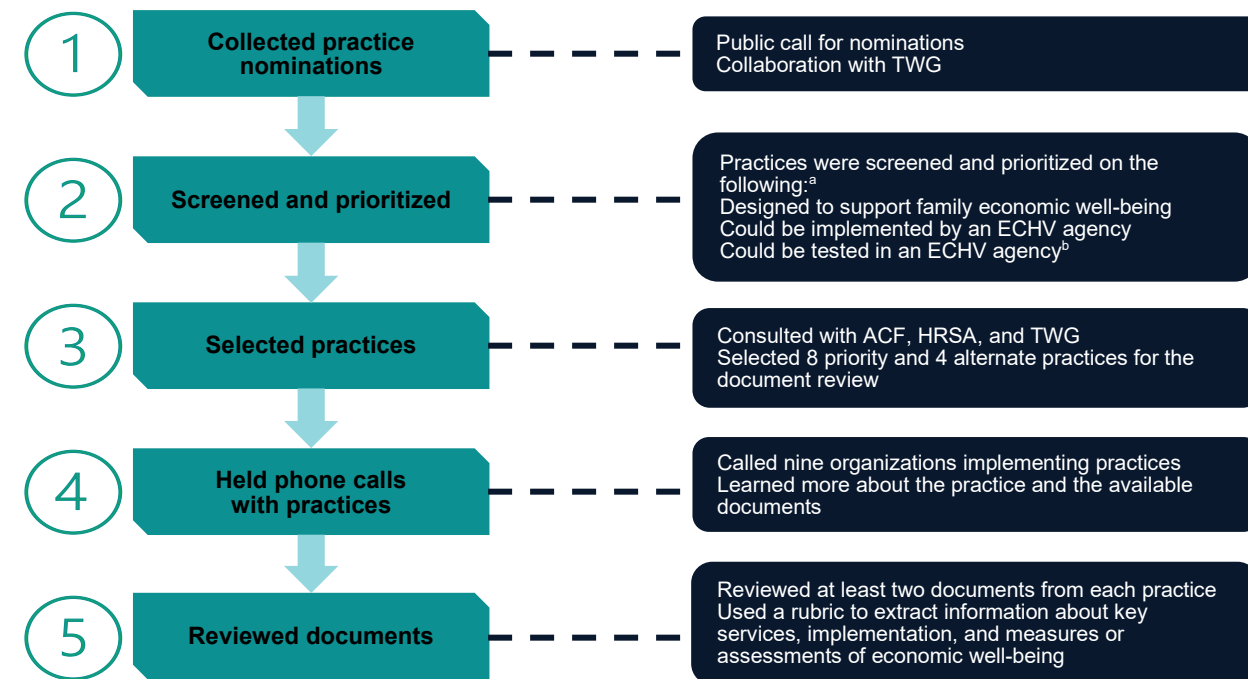 1
Collected practice
nominations
Public call for nominations
Collaboration with TWG
2
Screened and prioritized
Practices were screened and prioritized on the
following:ᵃ
Designed to support family economic well-being
Could be implemented by an ECHV agency
Could be tested in an ECHV agencyᵇ
3
Selected practices
Consulted with ACF, HRSA, and TWG
Selected 8 priority and 4 alternate practices for the
document review
4
Held phone calls
with practices
Called nine organizations implementing practices
Learned more about the practice and the available
documents
5
Reviewed documents
Reviewed at least two documents from each practice
Used a rubric to extract information about key
services, implementation, and measures or
assessments of economic well-being